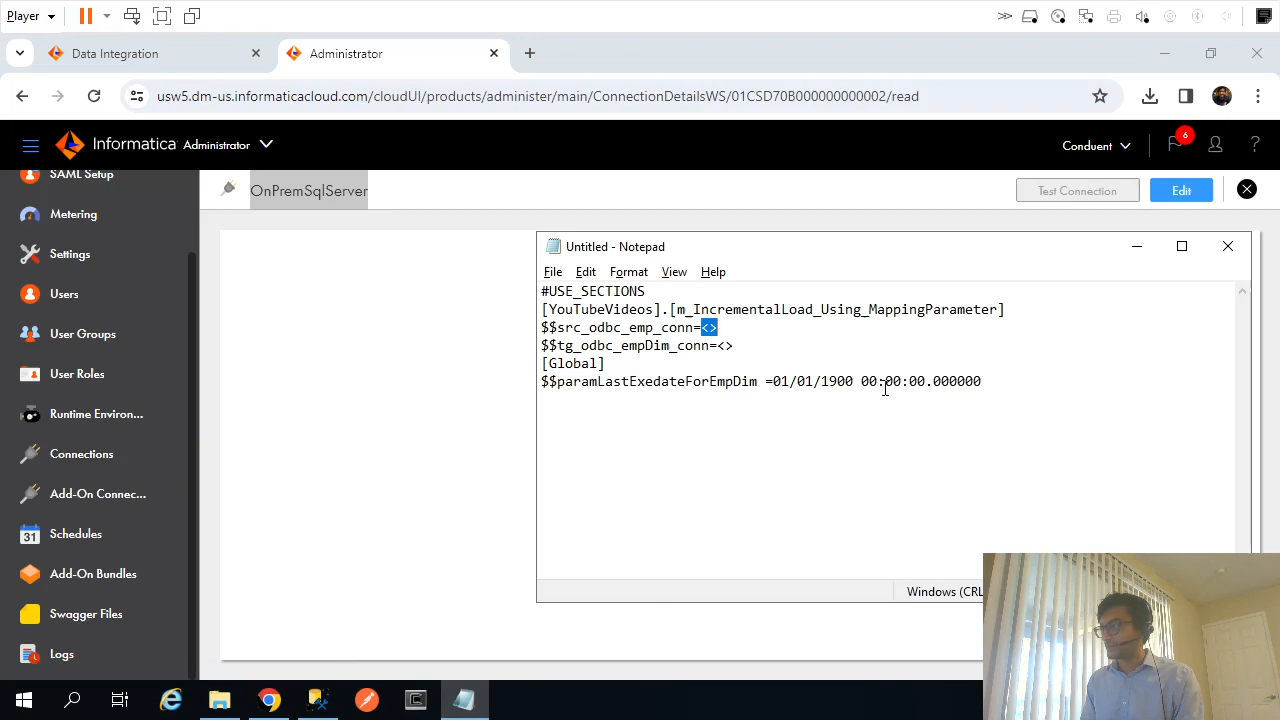 Player
Data Integration
Administrator
usw5.dm-us.informaticacloud.com/cloudUI/products/administer/main/ConnectionDetailsWS/01CSD70B000000000002/read
Informatica Administrator
Conduent
6
SAML Setup
Metering
Settings
Users
User Groups
User Roles
Runtime Environ...
Connections
Add-On Connec...
31
Schedules
Add-On Bundles
Swagger Files
Logs
OnPremSqlServer
Test Connection
Edit
Untitled - Notepad
File Edit Format View Help
#USE_SECTIONS
[YouTubeVideos].[m_IncrementalLoad_Using_MappingParameter]
$$src_odbc_emp_conn=<>
$$tg_odbc_empDim_conn=<>
[Global]
$$paramLastExedateForEmpDim =01/01/1900 00:00:00.000000
Windows (CRL